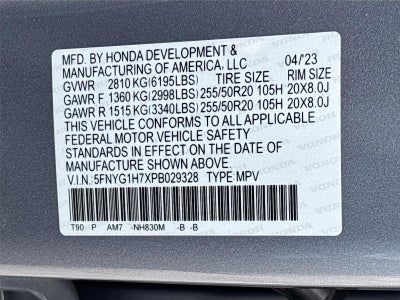 MFD. BY HONDA DEVELOPMENT &
MANUFACTURING OF AMERICA, LLC 04/'23
GVWR 2810 KG(6195LBS) TIRE SIZE RIM SIZE
GAWR F 1360 KG(2998LBS) 255/50R20 105H 20X8.0J
GAWR R 1515 KG(3340LBS) 255/50R20 105H 20X8.0J
THIS VEHICLE CONFORMS TO ALL APPLICABLE
FEDERAL MOTOR VEHICLE SAFETY
STANDARDS IN EFFECT ON THE DATE OF
MANUFACTURE SHOWN ABOVE.
V.I.N. 5FNYG1H7XPB029328 TYPE: MPV
T90 P AM7 -NH830M -B -B